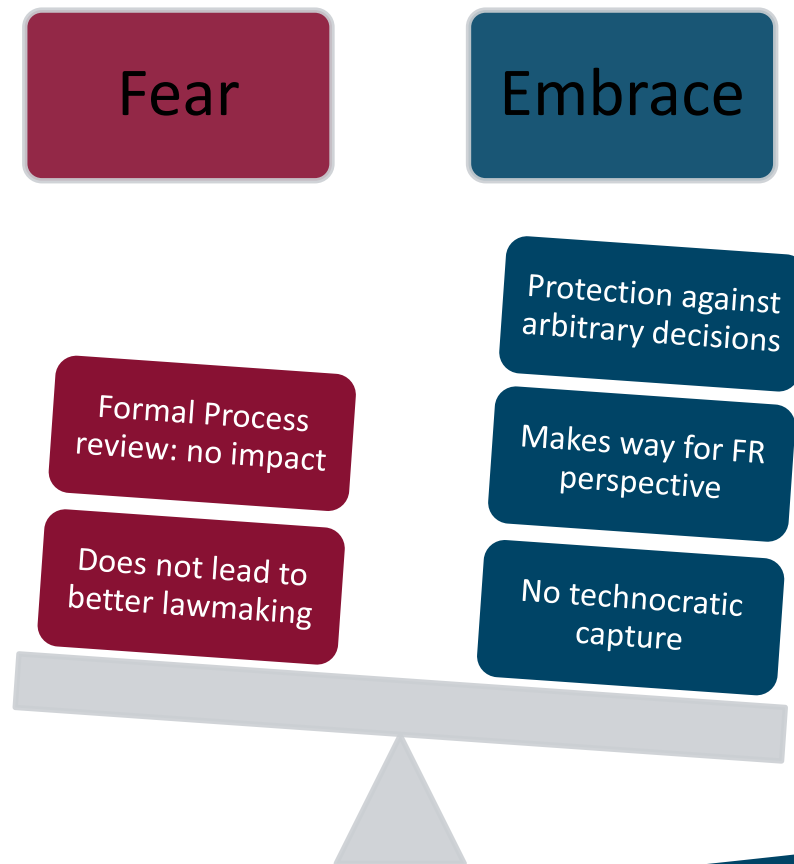 Fear
Embrace
Formal Process
review: no impact
Does not lead to
better lawmaking
Protection against
arbitrary decisions
Makes way for FR
perspective
No technocratic
capture